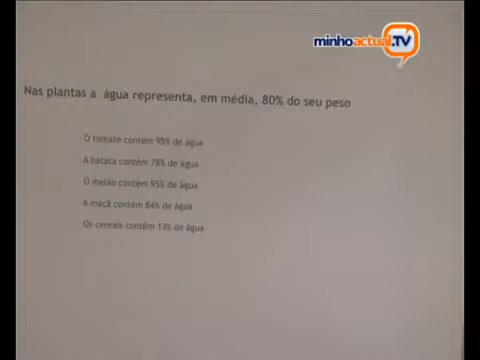 minhoactual.TV
Nas plantas a água representa, em média, 80% do seu peso
O tomate contém 95% de água
A batata contém 78% de água
O melão contém 95% de água
A maçã contém 84% de água
Os cereais contêm 13% de água